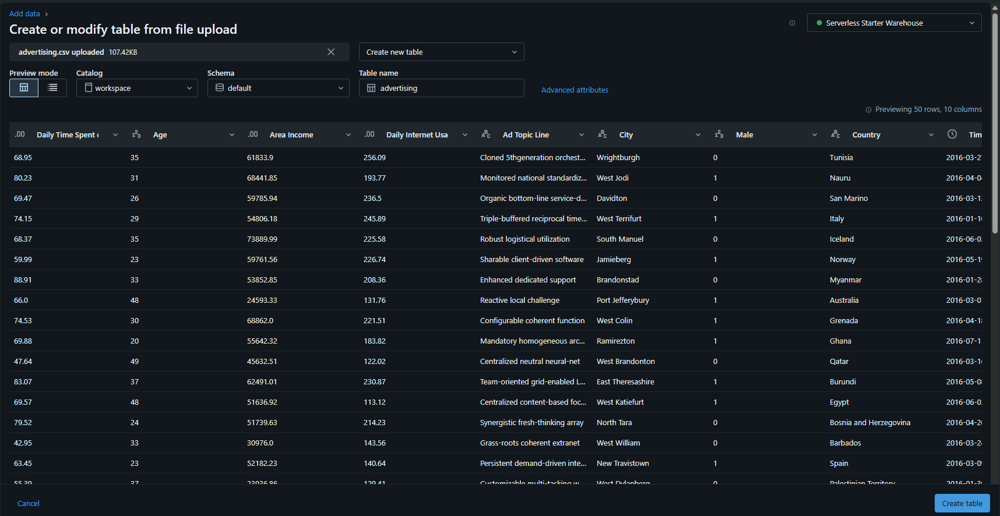 Add data
Create or modify table from file upload
Serverless Starter Warehouse
advertising.csv uploaded 107.42KB
Create new table
Preview mode Catalog Schema Table name
workspace default advertising Advanced attributes
Previewing 50 rows, 10 columns
.00 Daily Time Spent 123 Age .00 Area Income .00 Daily Internet Usa ABC Ad Topic Line ABC City 123 Male ABC Country Tim
68.95 35 61833.9 256.09 Cloned 5thgeneration orchest... Wrightburgh 0 Tunisia 2016-03-27
80.23 31 68441.85 193.77 Monitored national standardiz... West Jodi 1 Nauru 2016-04-04
69.47 26 59785.94 236.5 Organic bottom-line service-d... Davidton 0 San Marino 2016-03-1
74.15 29 54806.18 245.89 Triple-buffered reciprocal time... West Terrifurt 1 Italy 2016-01-1
68.37 35 73889.99 225.58 Robust logistical utilization South Manuel 0 Iceland 2016-06-0
59.99 23 59761.56 226.74 Sharable client-driven software Jamieberg 1 Norway 2016-05-19
88.91 33 53852.85 208.36 Enhanced dedicated support Brandonstad 0 Myanmar 2016-01-28
66.0 48 24593.33 131.76 Reactive local challenge Port Jefferybury 1 Australia 2016-03-07
74.53 30 68862.0 221.51 Configurable coherent function West Colin 1 Grenada 2016-04-18
69.88 20 55642.32 183.82 Mandatory homogeneous arc... Ramirezton 1 Ghana 2016-07-1
47.64 49 45632.51 122.02 Centralized neutral neural-net West Brandonton 0 Qatar 2016-03-16
83.07 37 62491.01 230.87 Team-oriented grid-enabled L... East Theresashire 1 Burundi 2016-05-08
69.57 48 51636.92 113.12 Centralized content-based foc... West Katiefurt 1 Egypt 2016-06-0
79.52 24 51739.63 214.23 Synergistic fresh-thinking array North Tara 0 Bosnia and Herzegovina 2016-04-20
42.95 33 30976.0 143.56 Grass-roots coherent extranet West William 0 Barbados 2016-03-24
63.45 23 52182.23 140.64 Persistent demand-driven inte... New Travistown 1 Spain 2016-03-09
55.39 37 23936.86 129.41 Customizable multi-tasking w West Dylanberg 0 Palestinian Territory 2016-01-3
Cancel Create table